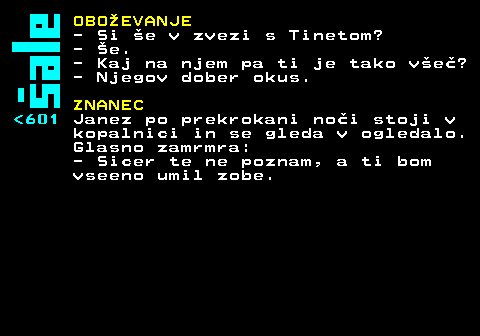 šale
OBOŽEVANJE
- Si še v zvezi s Tinetom?
- Še.
- Kaj na njem pa ti je tako všeč?
- Njegov dober okus.
ZNANEC
<601 Janez po prekrokani noči stoji v
kopalnici in se gleda v ogledalo.
Glasno zamrmra:
- Sicer te ne poznam, a ti bom
vseeno umil zobe.